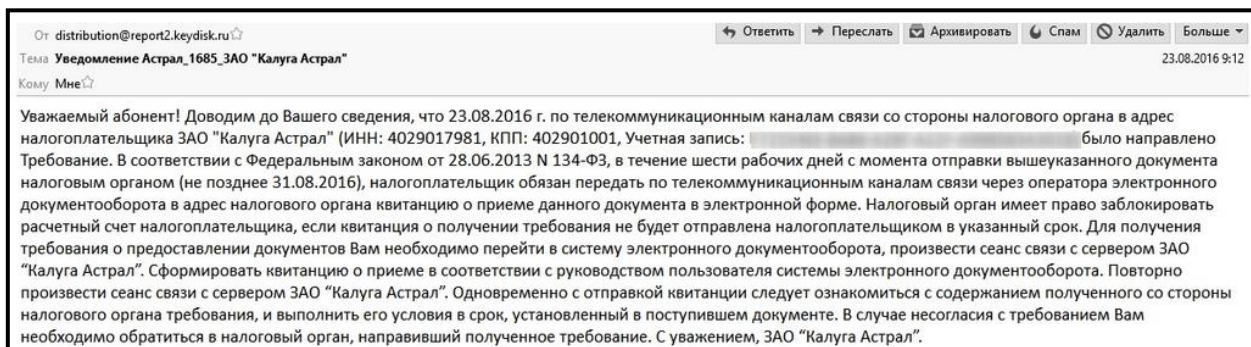 От distribution@report2.keydisk.ru Ответить Переслать Архивировать Спам Удалить Больше
Тема Уведомление Астрал_1685_ЗАО "Калуга Астрал" 23.08.2016 9:12
Кому Мне
Уважаемый абонент! Доводим до Вашего сведения, что 23.08.2016 г. по телекоммуникационным каналам связи со стороны налогового органа в адрес
налогоплательщика ЗАО "Калуга Астрал" (ИНН: 4029017981, КПП: 402901001, Учетная запись: было направлено
Требование. В соответствии с Федеральным законом от 28.06.2013 N 134-ФЗ, в течение шести рабочих дней с момента отправки вышеуказанного документа
налоговым органом (не позднее 31.08.2016), налогоплательщик обязан передать по телекоммуникационным каналам связи через оператора электронного
документооборота в адрес налогового органа квитанцию о приеме данного документа в электронной форме. Налоговый орган имеет право заблокировать
расчетный счет налогоплательщика, если квитанция о получении требования не будет отправлена налогоплательщиком в указанный срок. Для получения
требования о предоставлении документов Вам необходимо перейти в систему электронного документооборота, произвести сеанс связи с сервером ЗАО
“Калуга Астрал”. Сформировать квитанцию о приеме в соответствии с руководством пользователя системы электронного документооборота. Повторно
произвести сеанс связи с сервером ЗАО “Калуга Астрал”. Одновременно с отправкой квитанции следует ознакомиться с содержанием полученного со стороны
налогового органа требования, и выполнить его условия в срок, установленный в поступившем документе. В случае несогласия с требованием Вам
необходимо обратиться в налоговый орган, направивший полученное требование. С уважением, ЗАО “Калуга Астрал”.